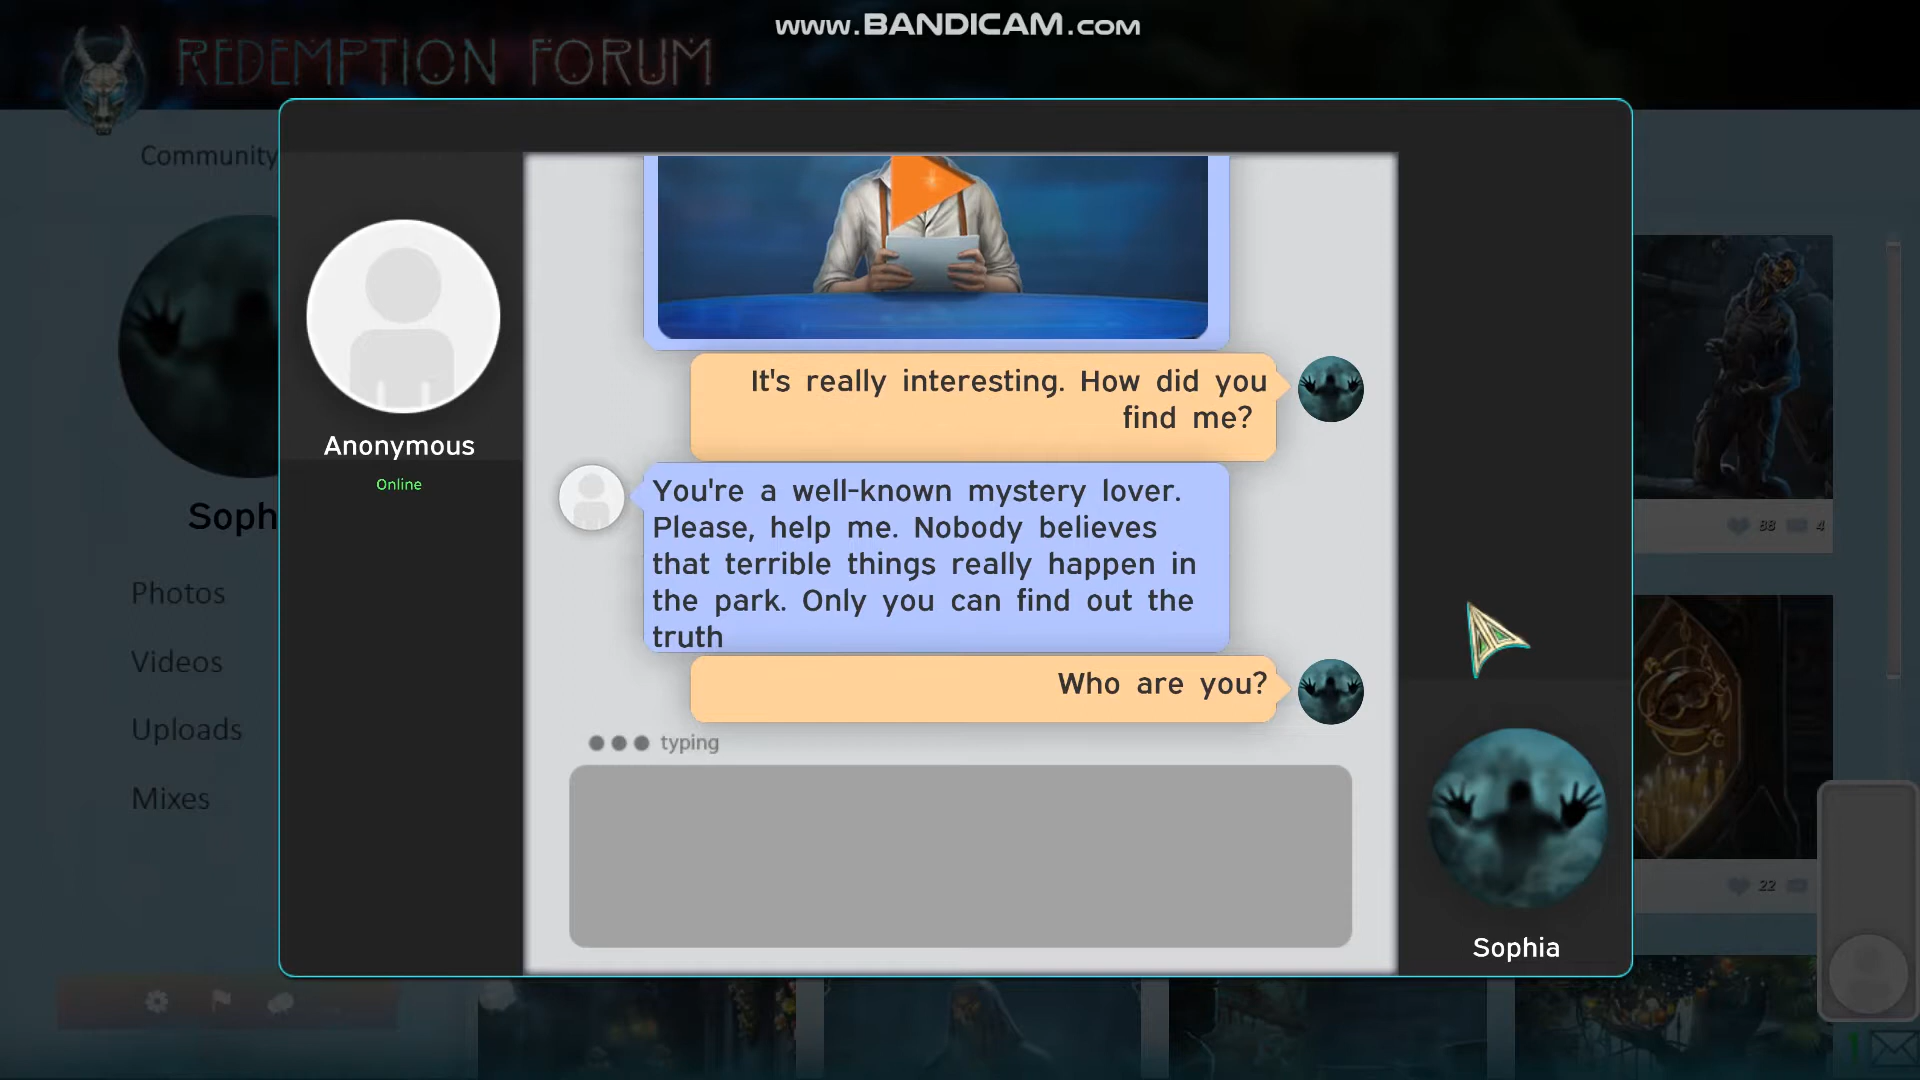 www.BANDICAM.com
REDEMPTION FORUM
Community
Anonymous
Online
Soph
Photos
Videos
Uploads
Mixes
It's really interesting. How did you
find me?
You're a well-known mystery lover.
Please, help me. Nobody believes
that terrible things really happen in
the park. Only you can find out the
truth
Who are you?
typing
Sophia
88 4
22
1